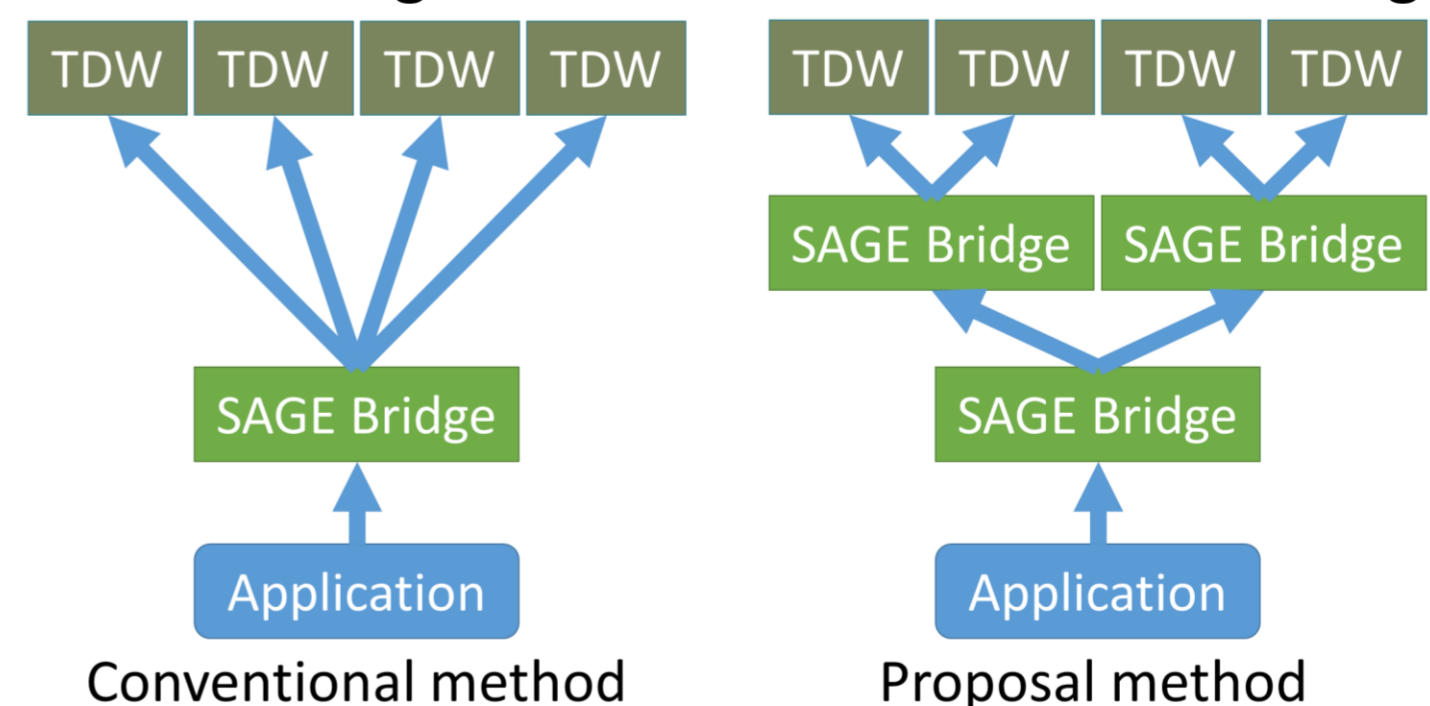 TDW TDW TDW TDW
SAGE Bridge
Application
Conventional method
TDW TDW TDW TDW
SAGE Bridge SAGE Bridge
SAGE Bridge
Application
Proposal method